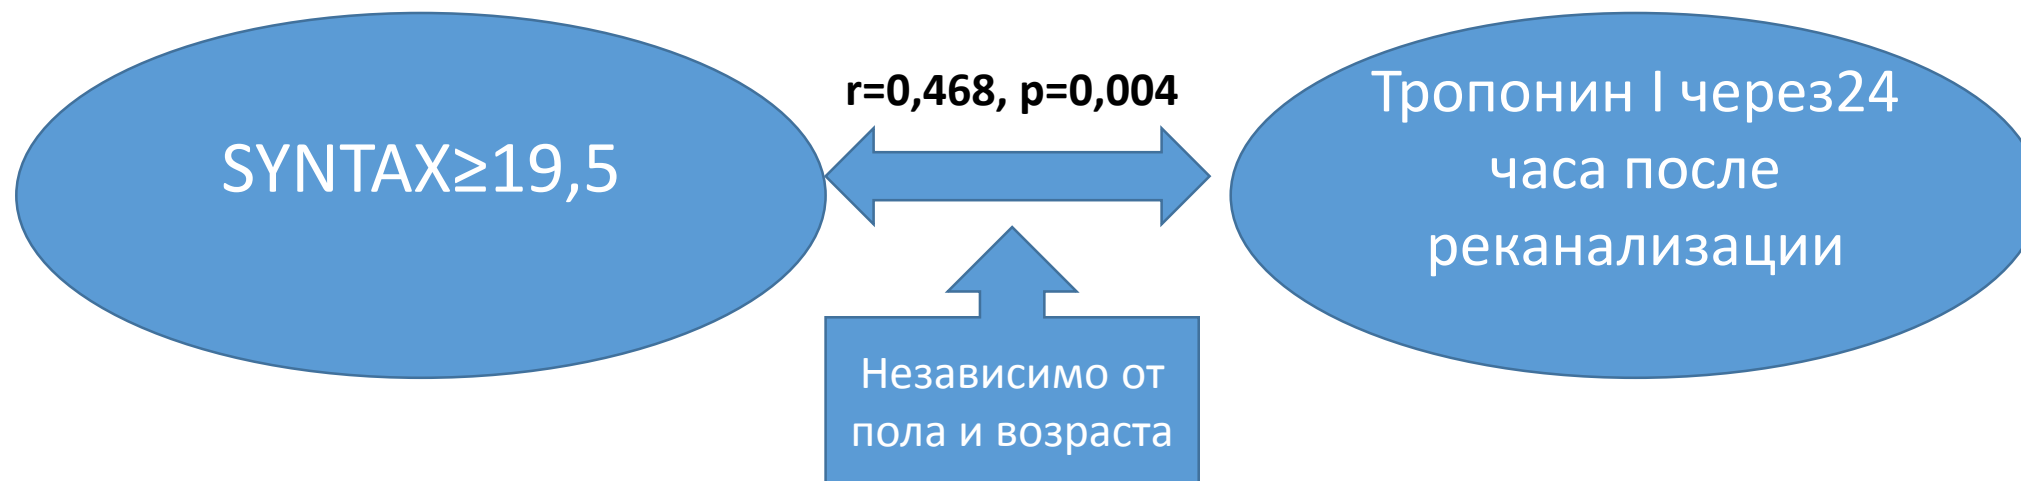 SYNTAX≥19,5
r=0,468, p=0,004
Тропонин I через24
часа после
реканализации
Независимо от
пола и возраста